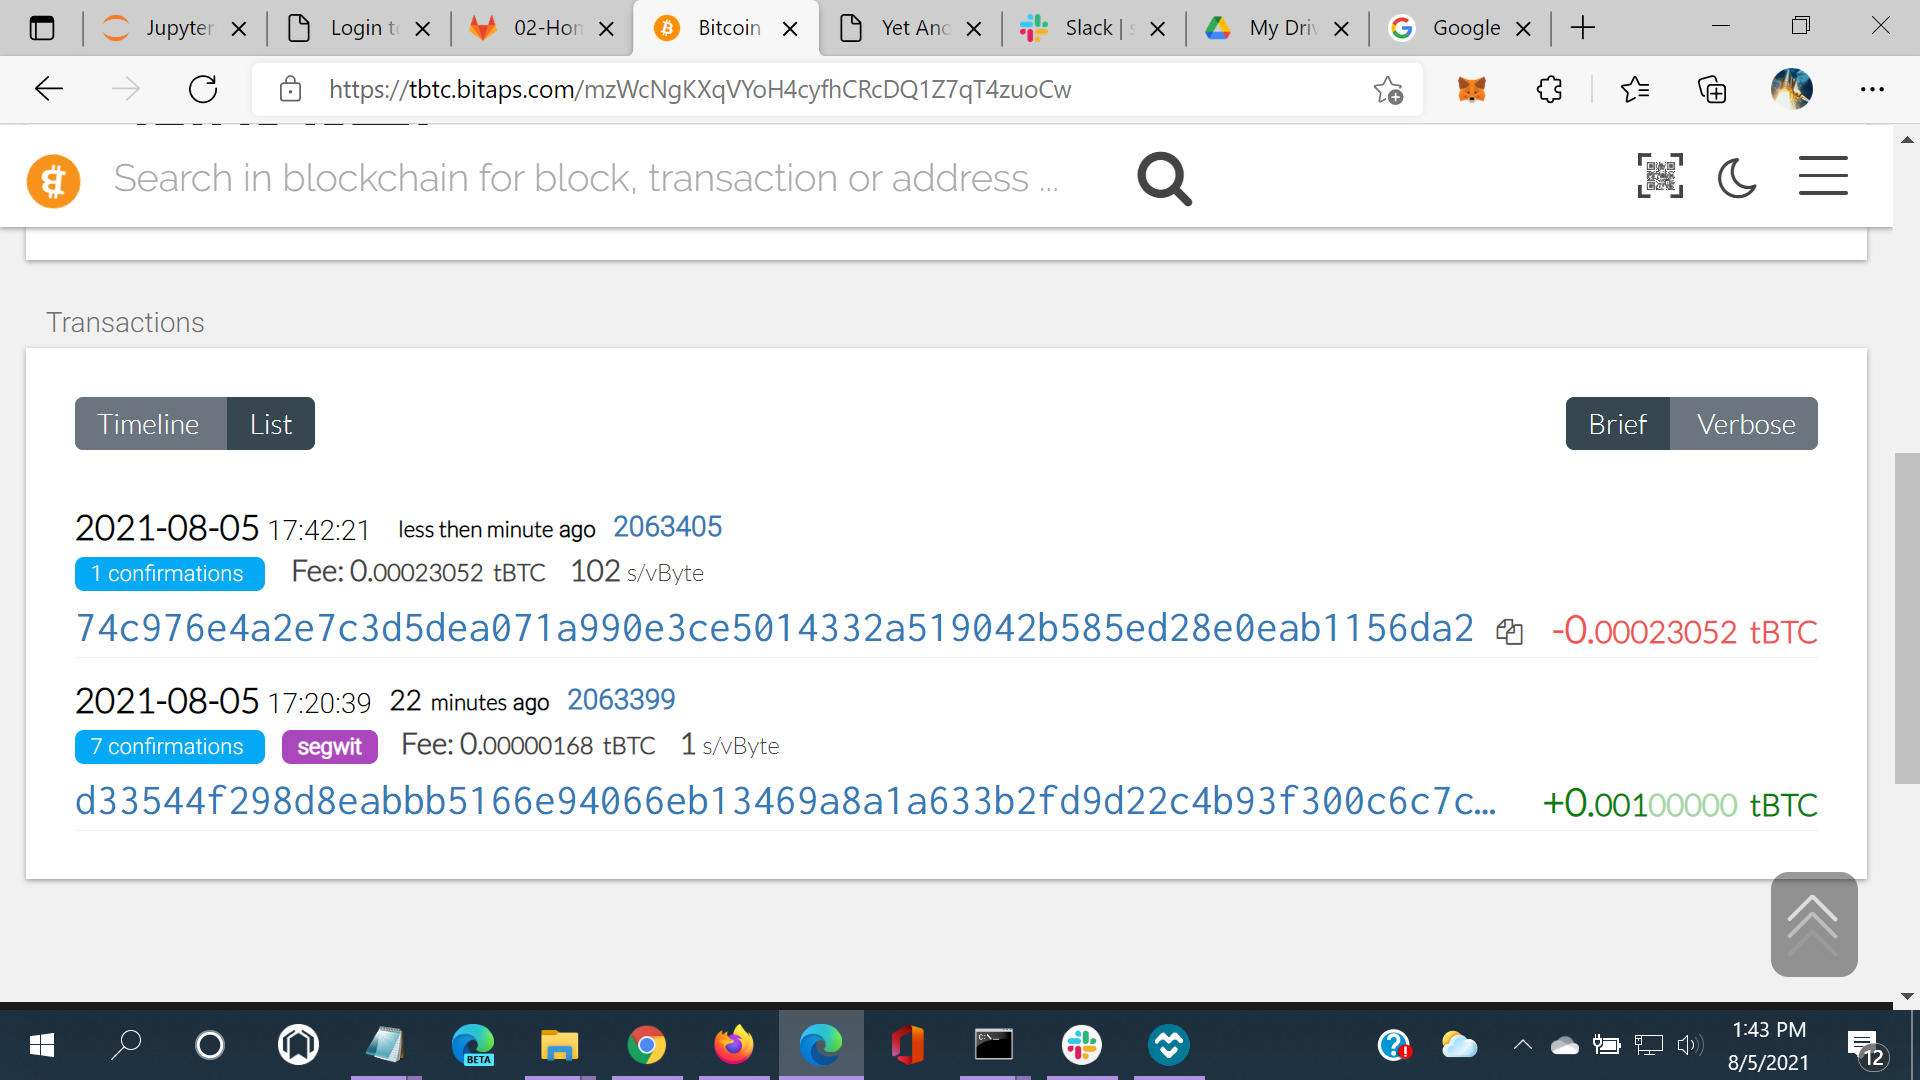 Jupyter
Login t
02-Hon
Bitcoin
Yet Anc
Slack | s
My Driv
Google
https://tbtc.bitaps.com/mzWcNgKXqVYoH4cyfhCRcDQ1Z7qT4zuoCw
Search in blockchain for block, transaction or address ...
Transactions
Timeline List
Brief Verbose
2021-08-05 17:42:21 less then minute ago 2063405
1 confirmations Fee: 0.00023052 tBTC 102 s/vByte
74c976e4a2e7c3d5dea071a990e3ce5014332a519042b585ed28e0eab1156da2 -0.00023052 tBTC
2021-08-05 17:20:39 22 minutes ago 2063399
7 confirmations segwit Fee: 0.00000168 tBTC 1 s/vByte
d33544f298d8eabbb5166e94066eb13469a8a1a633b2fd9d22c4b93f300c6c7c... +0.00100000 tBTC
BETA
1:43 PM
8/5/2021
12